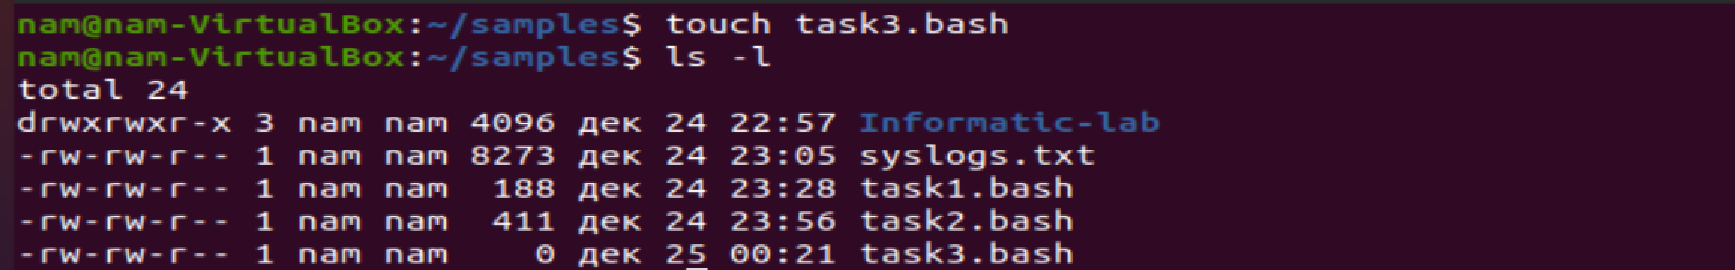 nam@nam-VirtualBox:~/samples$ touch task3.bash
nam@nam-VirtualBox:~/samples$ ls -l
total 24
drwxrwxr-x 3 nam nam 4096 дек 24 22:57 Informatic-lab
-rw-rw-r-- 1 nam nam 8273 дек 24 23:05 syslogs.txt
-rw-rw-r-- 1 nam nam  188 дек 24 23:28 task1.bash
-rw-rw-r-- 1 nam nam  411 дек 24 23:56 task2.bash
-rw-rw-r-- 1 nam nam    0 дек 25 00:21 task3.bash